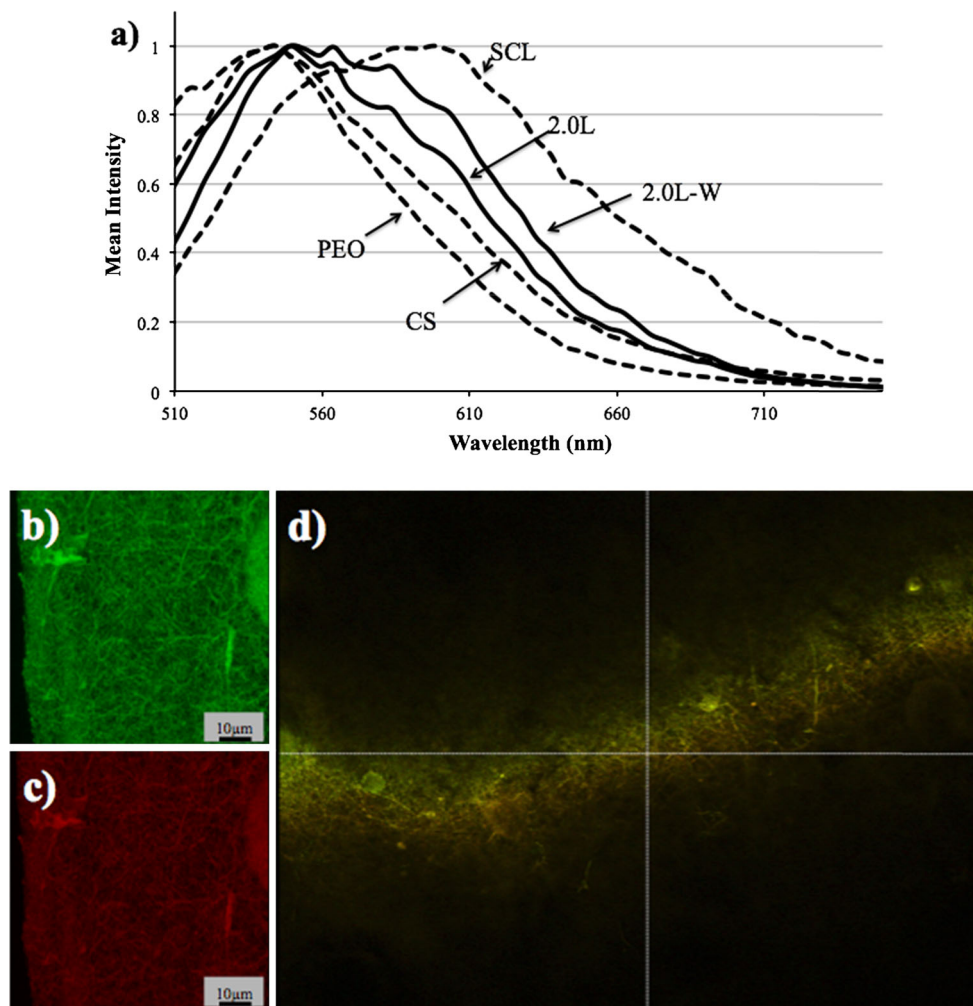 a)
1
0.8
0.6
0.4
0.2
0
Mean Intensity
SCL
2.0L
2.0L-W
PEO
CS
510
560
610
660
710
Wavelength (nm)
b)
10µm
c)
10µm
d)